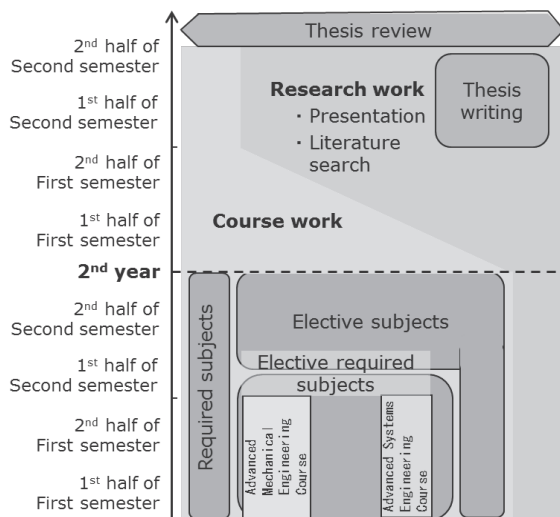 Thesis review
2nd half of
Second semester
Research work
・ Presentation
・ Literature
search
Thesis
writing
1st half of
Second semester
2nd half of
First semester
1st half of
First semester
Course work
2nd year
2nd half of
Second semester
Elective subjects
1st half of
Second semester
Elective required
subjects
Required subjects
2nd half of
First semester
1st half of
First semester
Advanced
Mechanical
Engineering
Course
Advanced Systems
Engineering
Course